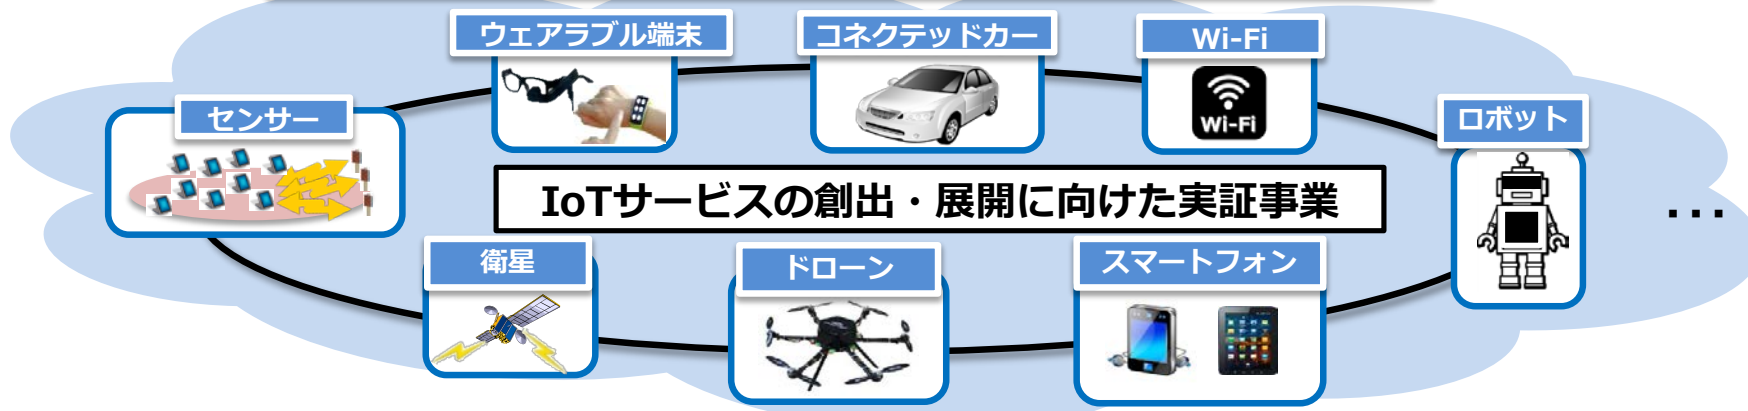 ウェアラブル端末
コネクテッドカー
Wi-Fi
センサー
Wi-Fi
ロボット
IoTサービスの創出・展開に向けた実証事業
...
衛星
ドローン
スマートフォン